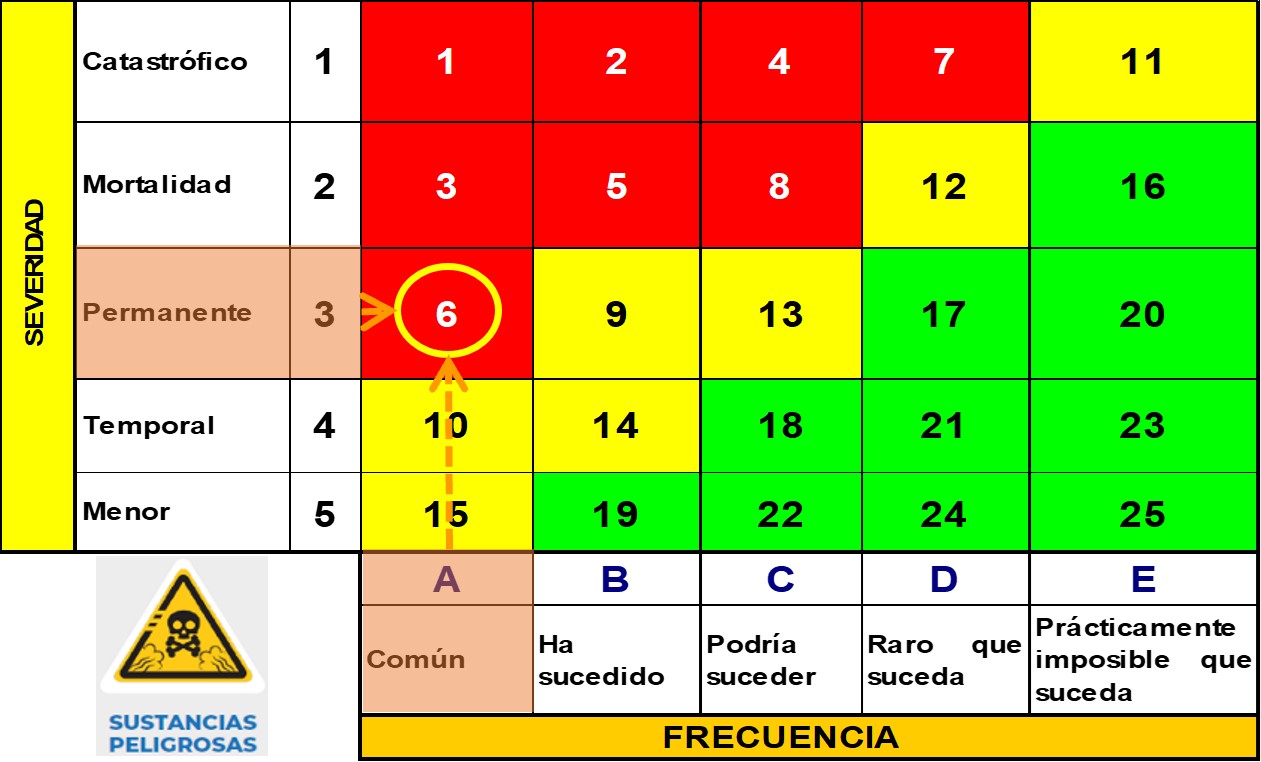 SEVERIDAD
Catastrófico 1 1 2 4 7 11
Mortalidad 2 3 5 8 12 16
Permanente 3 6 9 13 17 20
Temporal 4 10 14 18 21 23
Menor 5 15 19 22 24 25
A B C D E
Común
Ha
sucedido
Podría
suceder
Raro que
suceda
Prácticamente
imposible que
suceda
FRECUENCIA
SUSTANCIAS
PELIGROSAS